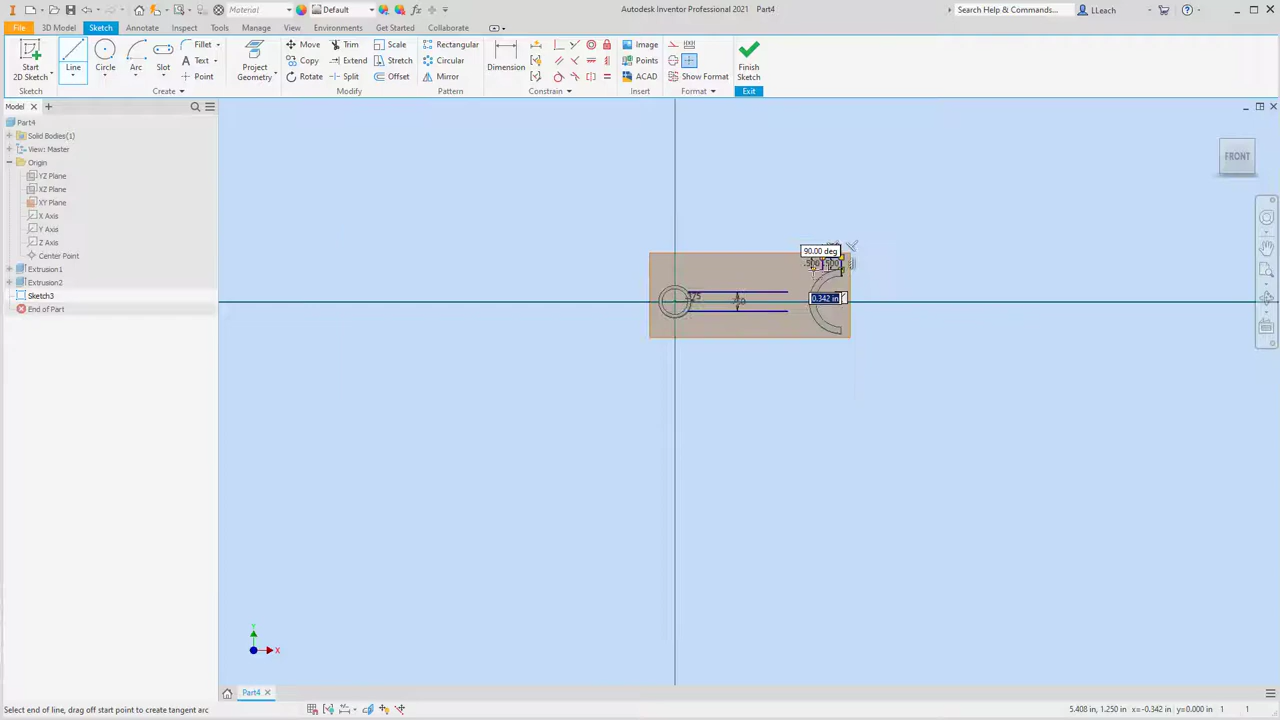 Material
Default
Autodesk Inventor Professional 2021 Part4
Search Help & Commands...
LLeach
File 3D Model Sketch Annotate Inspect Tools Manage View Environments Get Started Collaborate
Start
2D Sketch
Line
Circle
Arc
Slot
Fillet
Text
Point
Project
Geometry
Move
Copy
Rotate
Trim
Extend
Split
Scale
Stretch
Offset
Rectangular
Circular
Mirror
Dimension
Image
Points
ACAD
Show Format
Finish
Sketch
Sketch Create Modify Pattern Constrain Insert Format Exit
Model
Part4
Solid Bodies(1)
View: Master
Origin
YZ Plane
XZ Plane
XY Plane
X Axis
Y Axis
Z Axis
Center Point
Extrusion1
Extrusion2
Sketch3
End of Part
FRONT
90.00 deg
0.342 in
Y
X
Part4
Select end of line, drag off start point to create tangent arc
5.408 in, 1.250 in x=-0.342 in y=0.000 in 1 1